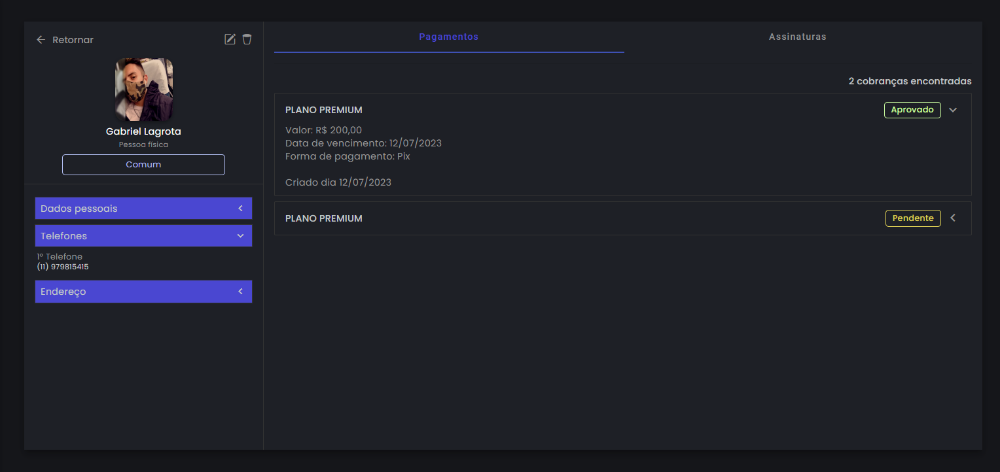 Retornar
Gabriel Lagrota
Pessoa física
Comum
Dados pessoais
Telefones
1º Telefone
(11) 979815415
Endereço
Pagamentos
Assinaturas
2 cobranças encontradas
PLANO PREMIUM
Aprovado
Valor: R$ 200,00
Data de vencimento: 12/07/2023
Forma de pagamento: Pix
Criado dia 12/07/2023
PLANO PREMIUM
Pendente